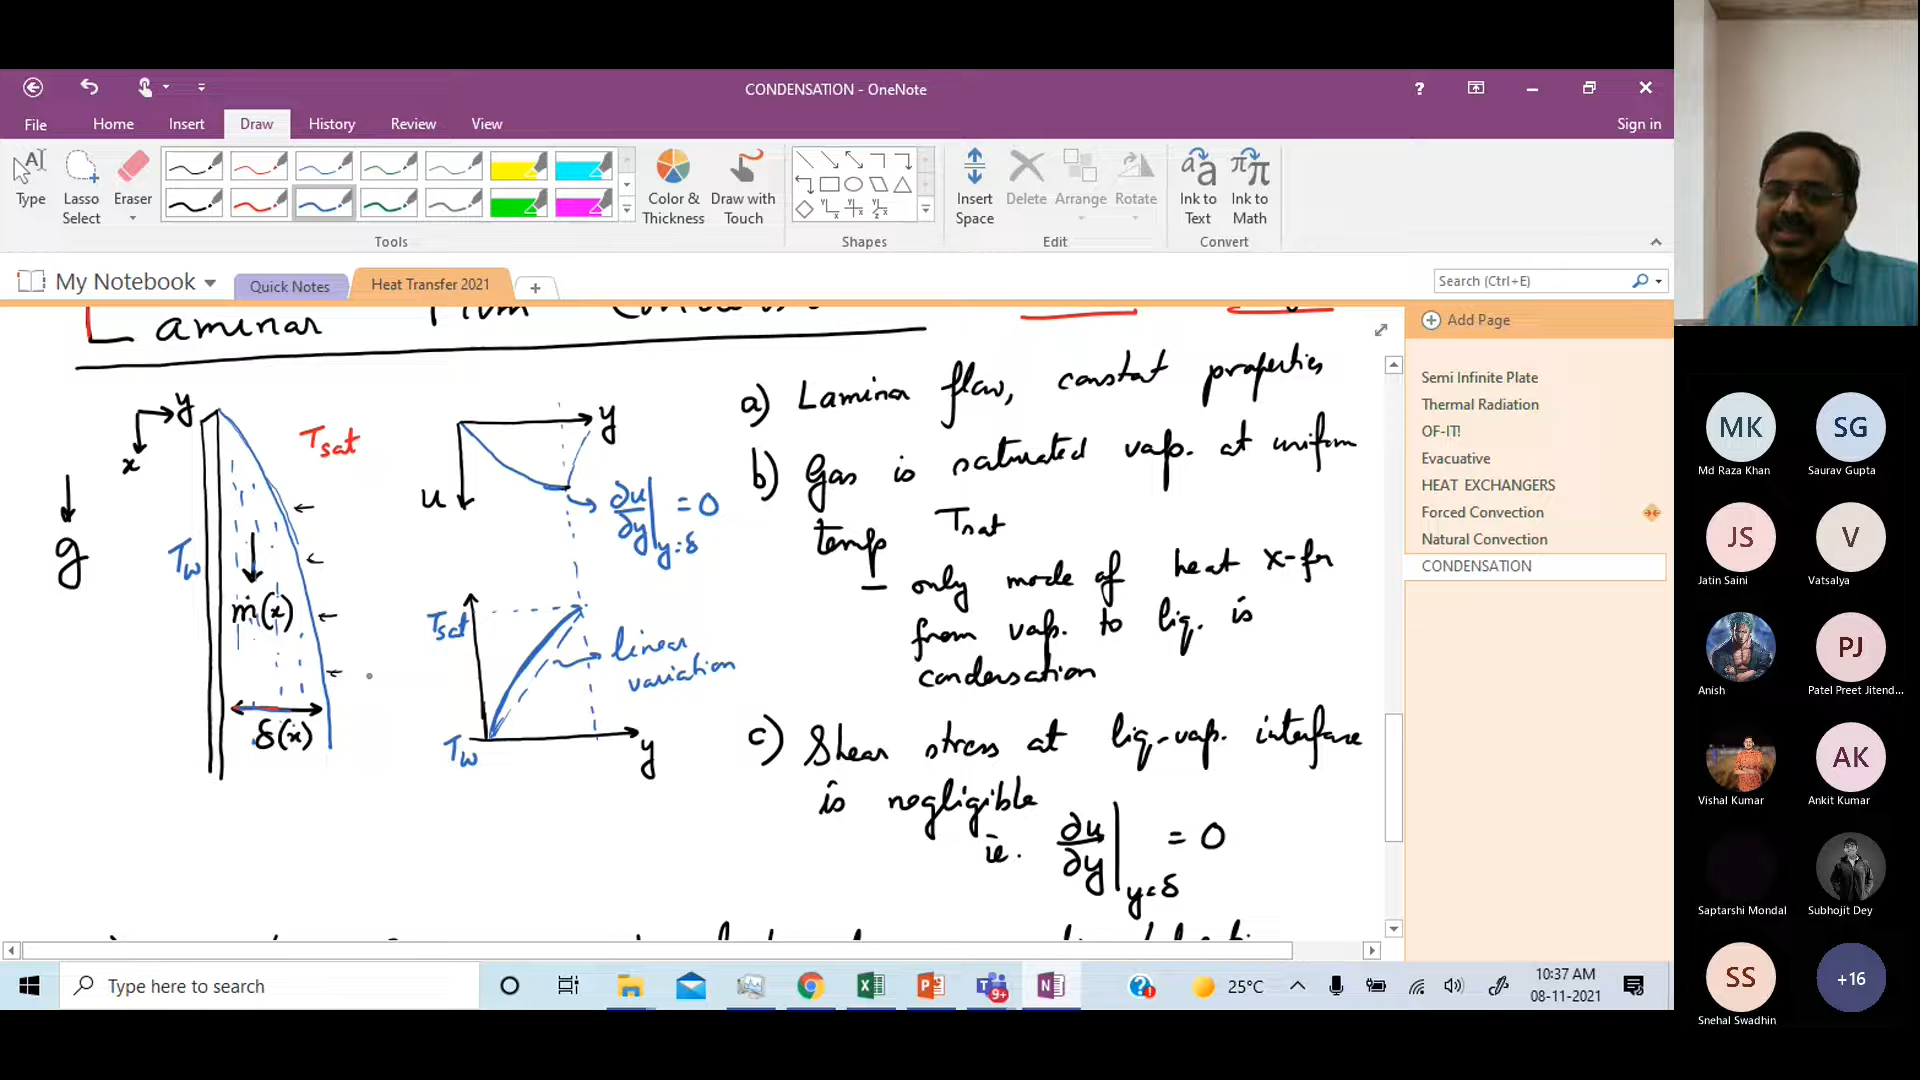 CONDENSATION - OneNote
File Home Insert Draw History Review View
Sign in
Type
Lasso Select
Eraser
Color & Thickness
Draw with Touch
Insert Space
Delete
Arrange
Rotate
Ink to Text
Ink to Math
Tools
Shapes
Edit
Convert
My Notebook
Quick Notes
Heat Transfer 2021
Search (Ctrl+E)
Laminar Film
y
x
g
Tsat
Tw
ṁ(x)
δ(x)
y
u
∂u/∂y|y=δ = 0
Tsat
Tw
y
linear
variation
a) Laminar flow, constat properties
b) Gas is saturated vap. at uniform
temp Tsat
– only mode of heat x-fer
from vap. to liq. is
condensation
c) Shear stress at liq-vap. interface
is negligible
ie. ∂u/∂y|y=δ = 0
Add Page
Semi Infinite Plate
Thermal Radiation
OF-IT!
Evacuative
HEAT EXCHANGERS
Forced Convection
Natural Convection
CONDENSATION
MK
Md Raza Khan
SG
Saurav Gupta
JS
Jatin Saini
V
Vatsalya
Anish
PJ
Patel Preet Jitend...
Vishal Kumar
AK
Ankit Kumar
Saptarshi Mondal
Subhojit Dey
SS
Snehal Swadhin
+16
Type here to search
9+
25°C
10:37 AM
08-11-2021